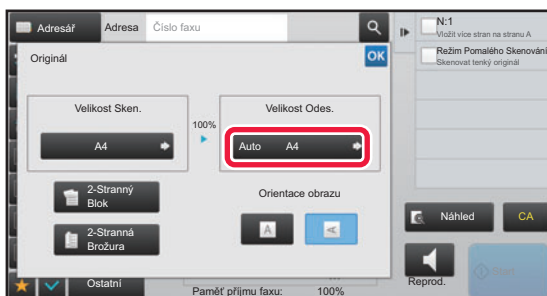 Adresář
Adresa
Číslo faxu
N:1
Vložit více stran na stranu A
Originál
OK
Režim Pomalého Skenování
Skenovat tenký originál
Velikost Sken.
100%
Velikost Odes.
A4
Auto A4
2-Stranný
Blok
Orientace obrazu
2-Stranná
Brožura
A
A
Náhled
CA
Ostatní
Paměť příjmu faxu: 100%
Reprod.
Start